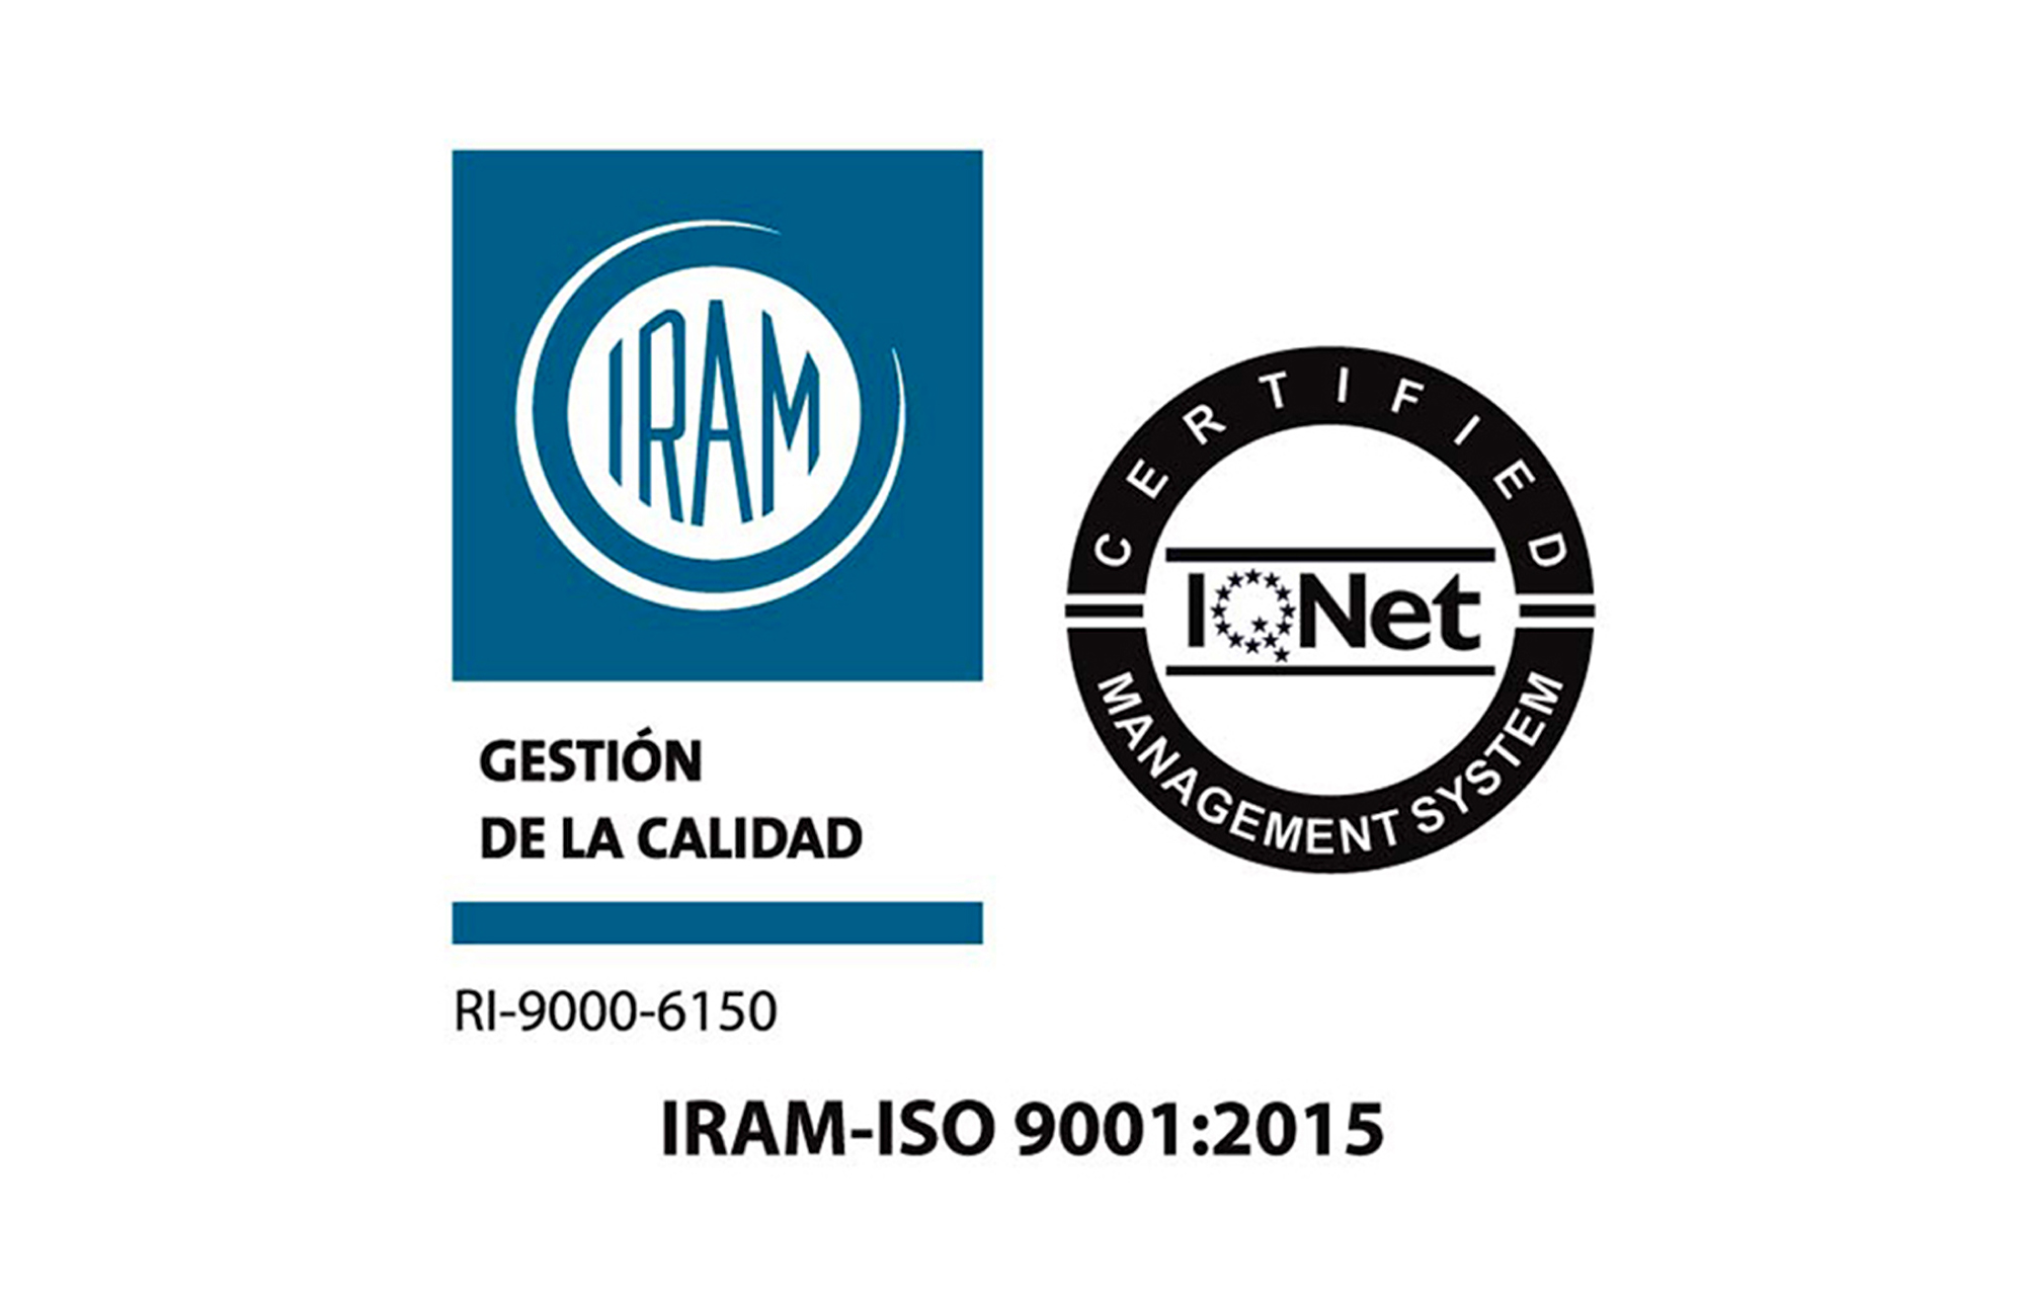 IRAM
GESTIÓN
DE LA CALIDAD
RI-9000-6150
CERTIFIED
IQNet
MANAGEMENT SYSTEM
IRAM-ISO 9001:2015